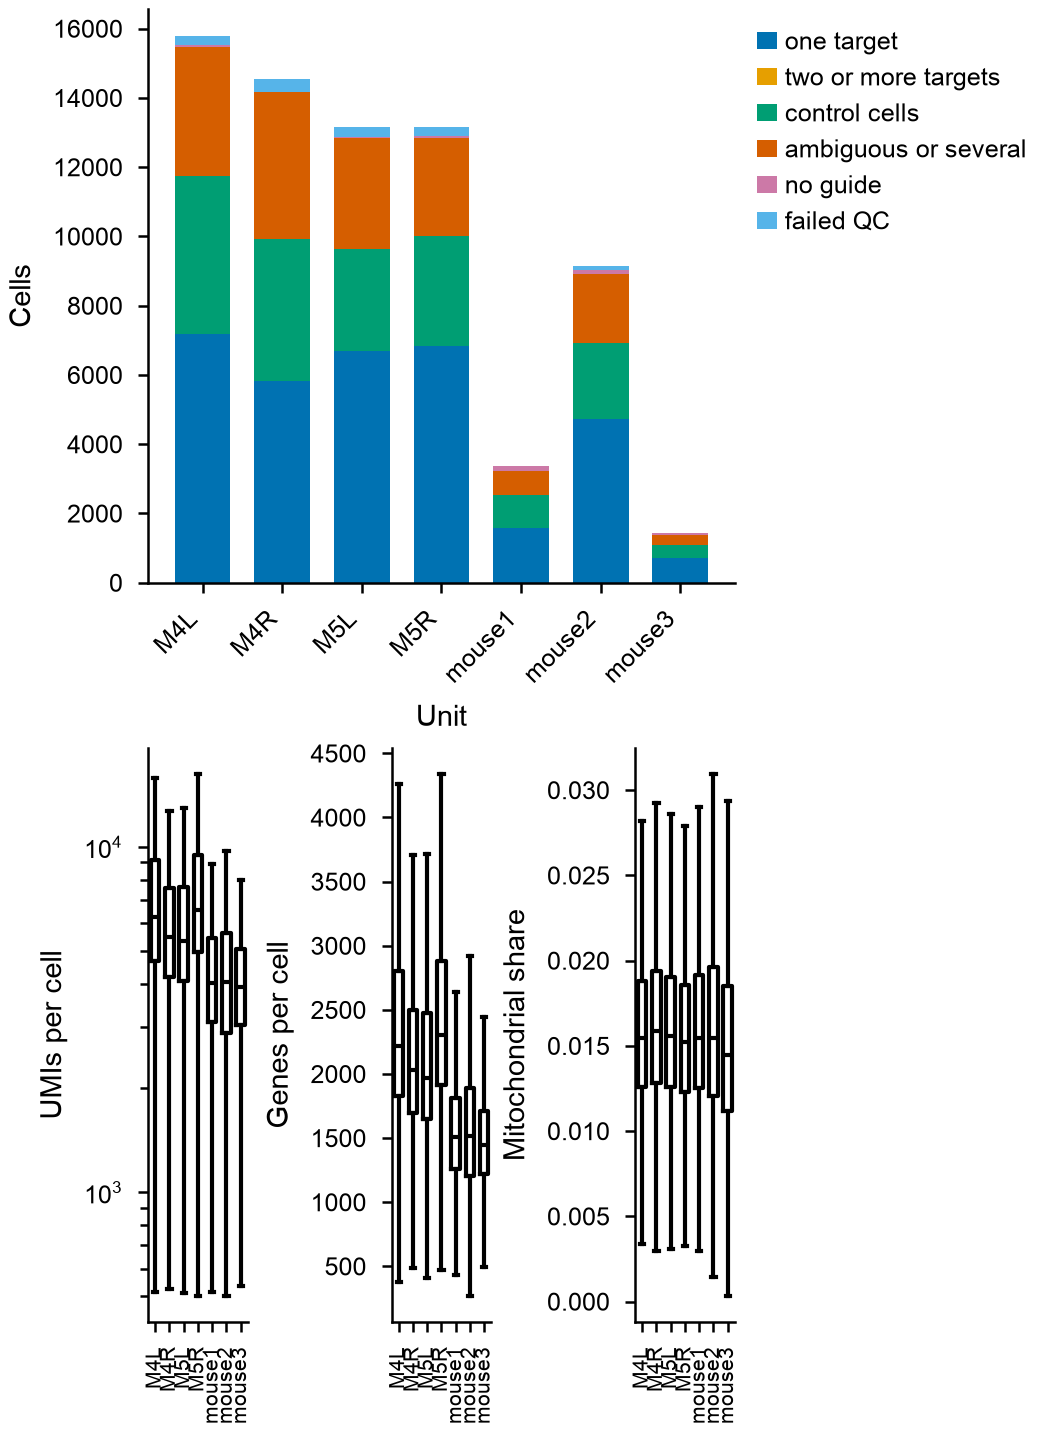 16000
14000
12000
10000
8000
6000
4000
2000
0
Cells
one target
two or more targets
control cells
ambiguous or several
no guide
failed QC
M4L
M4R
M5L
M5R
mouse1
mouse2
mouse3
Unit
10⁴
10³
UMIs per cell
M4L
M4R
M5L
M5R
mouse1
mouse2
mouse3
4500
4000
3500
3000
2500
2000
1500
1000
500
Genes per cell
M4L
M4R
M5L
M5R
mouse1
mouse2
mouse3
0.030
0.025
0.020
0.015
0.010
0.005
0.000
Mitochondrial share
M4L
M4R
M5L
M5R
mouse1
mouse2
mouse3